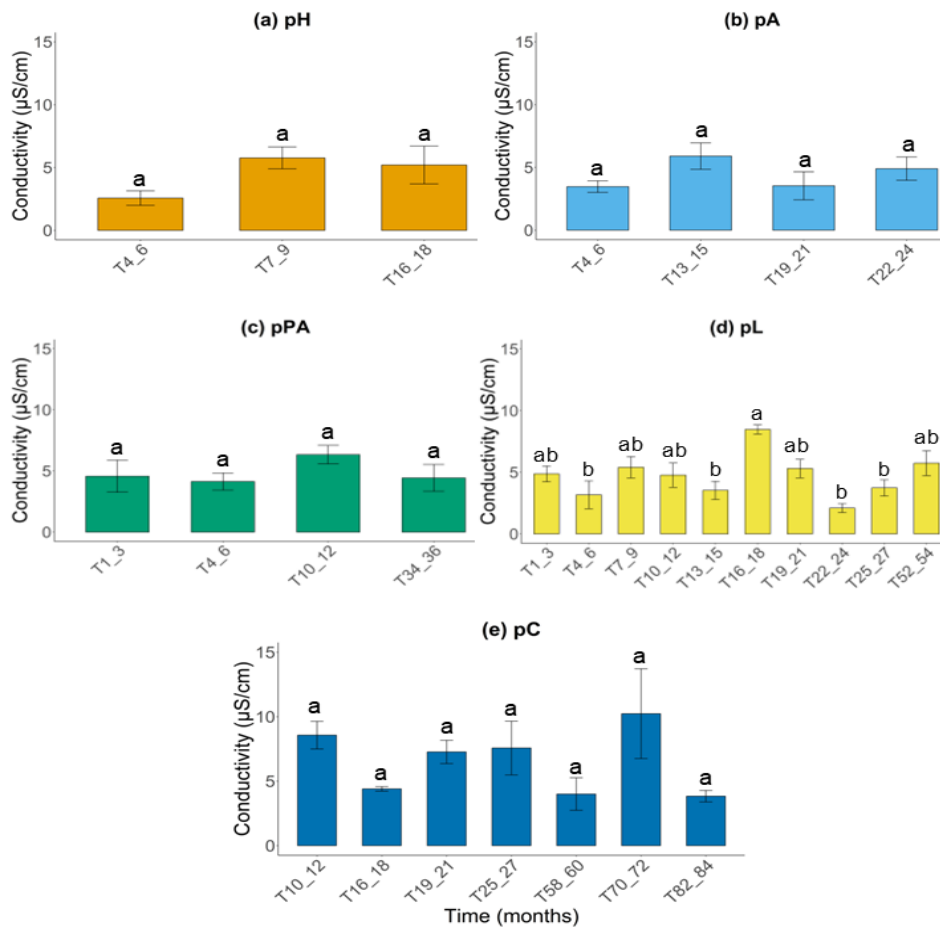 (a) pH
Conductivity (µS/cm)
15
10
5
0
a
a
a
T4_6
T7_9
T16_18
(b) pA
Conductivity (µS/cm)
15
10
5
0
a
a
a
a
T4_6
T13_15
T19_21
T22_24
(c) pPA
Conductivity (µS/cm)
15
10
5
0
a
a
a
a
T1_3
T4_6
T10_12
T34_36
(d) pL
Conductivity (µS/cm)
15
10
5
0
ab
b
ab
ab
b
a
ab
b
b
ab
T1_3
T4_6
T7_9
T10_12
T13_15
T16_18
T19_21
T22_24
T25_27
T52_54
(e) pC
Conductivity (µS/cm)
15
10
5
0
a
a
a
a
a
a
a
T10_12
T16_18
T19_21
T25_27
T58_60
T70_72
T82_84
Time (months)